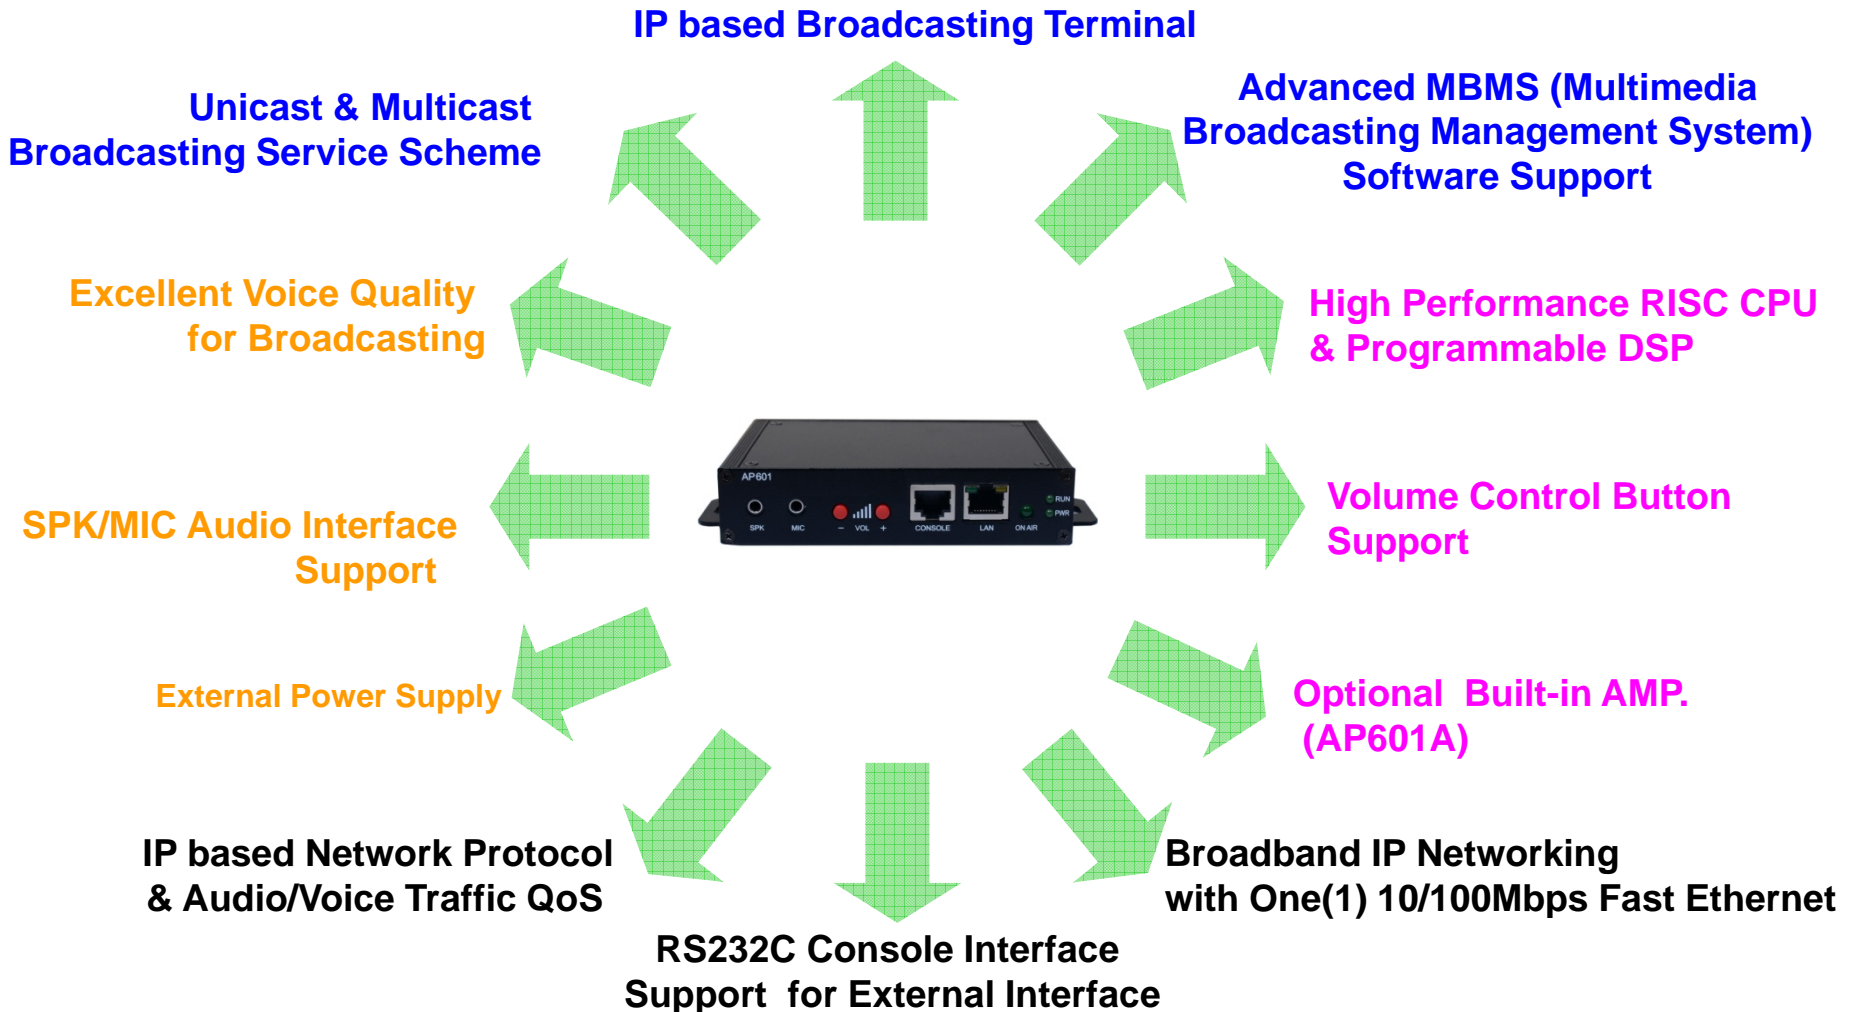 IP based Broadcasting Terminal
Unicast & Multicast
Broadcasting Service Scheme
Advanced MBMS (Multimedia
Broadcasting Management System)
Software Support
Excellent Voice Quality
for Broadcasting
High Performance RISC CPU
& Programmable DSP
AP601
SPK
MIC
− VOL +
CONSOLE
LAN
ON AIR
RUN
PWR
SPK/MIC Audio Interface
Support
Volume Control Button
Support
External Power Supply
Optional Built-in AMP.
(AP601A)
IP based Network Protocol
& Audio/Voice Traffic QoS
Broadband IP Networking
with One(1) 10/100Mbps Fast Ethernet
RS232C Console Interface
Support for External Interface